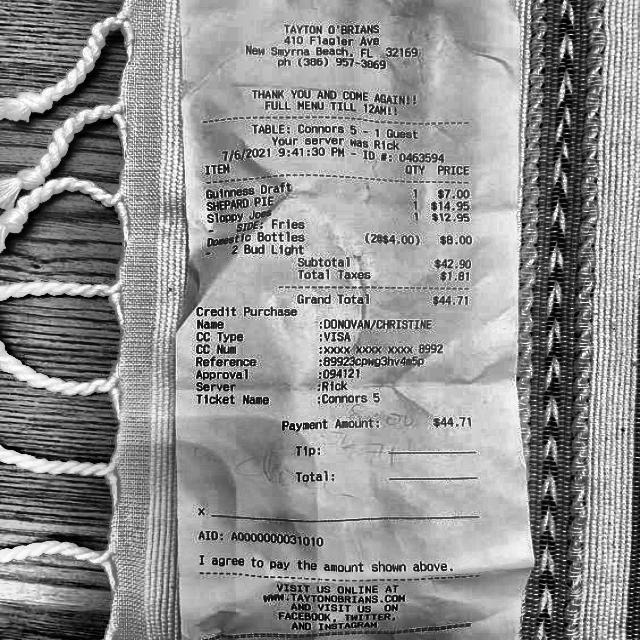 TAYTON O'BRIANS
410 Flagler Ave
New Smyrna Beach, FL 32169
ph (386) 957-3869
THANK YOU AND COME AGAIN!!
FULL MENU TILL 12AM!!
TABLE: Connors 5 - 1 Guest
Your server was Rick
7/6/2021 9:41:30 PM - ID #: 0463594
ITEM QTY PRICE
Guinness Draft 1 $7.00
SHEPARD PIE 1 $14.95
Sloppy Joes 1 $12.95
- SIDE: Fries
Domestic Bottles (2@$4.00) $8.00
- 2 Bud Light
Subtotal $42.90
Total Taxes $1.81
Grand Total $44.71
Credit Purchase
Name :DONOVAN/CHRISTINE
CC Type :VISA
CC Num :xxxx xxxx xxxx 8992
Reference :89923cpwg3hv4m5p
Approval :094121
Server :Rick
Ticket Name :Connors 5
Payment Amount: $44.71
Tip:
Total:
x
AID: A0000000031010
I agree to pay the amount shown above.
VISIT US ONLINE AT
WWW.TAYTONOBRIANS.COM
AND VISIT US ON
FACEBOOK, TWITTER,
AND INSTAGRAM